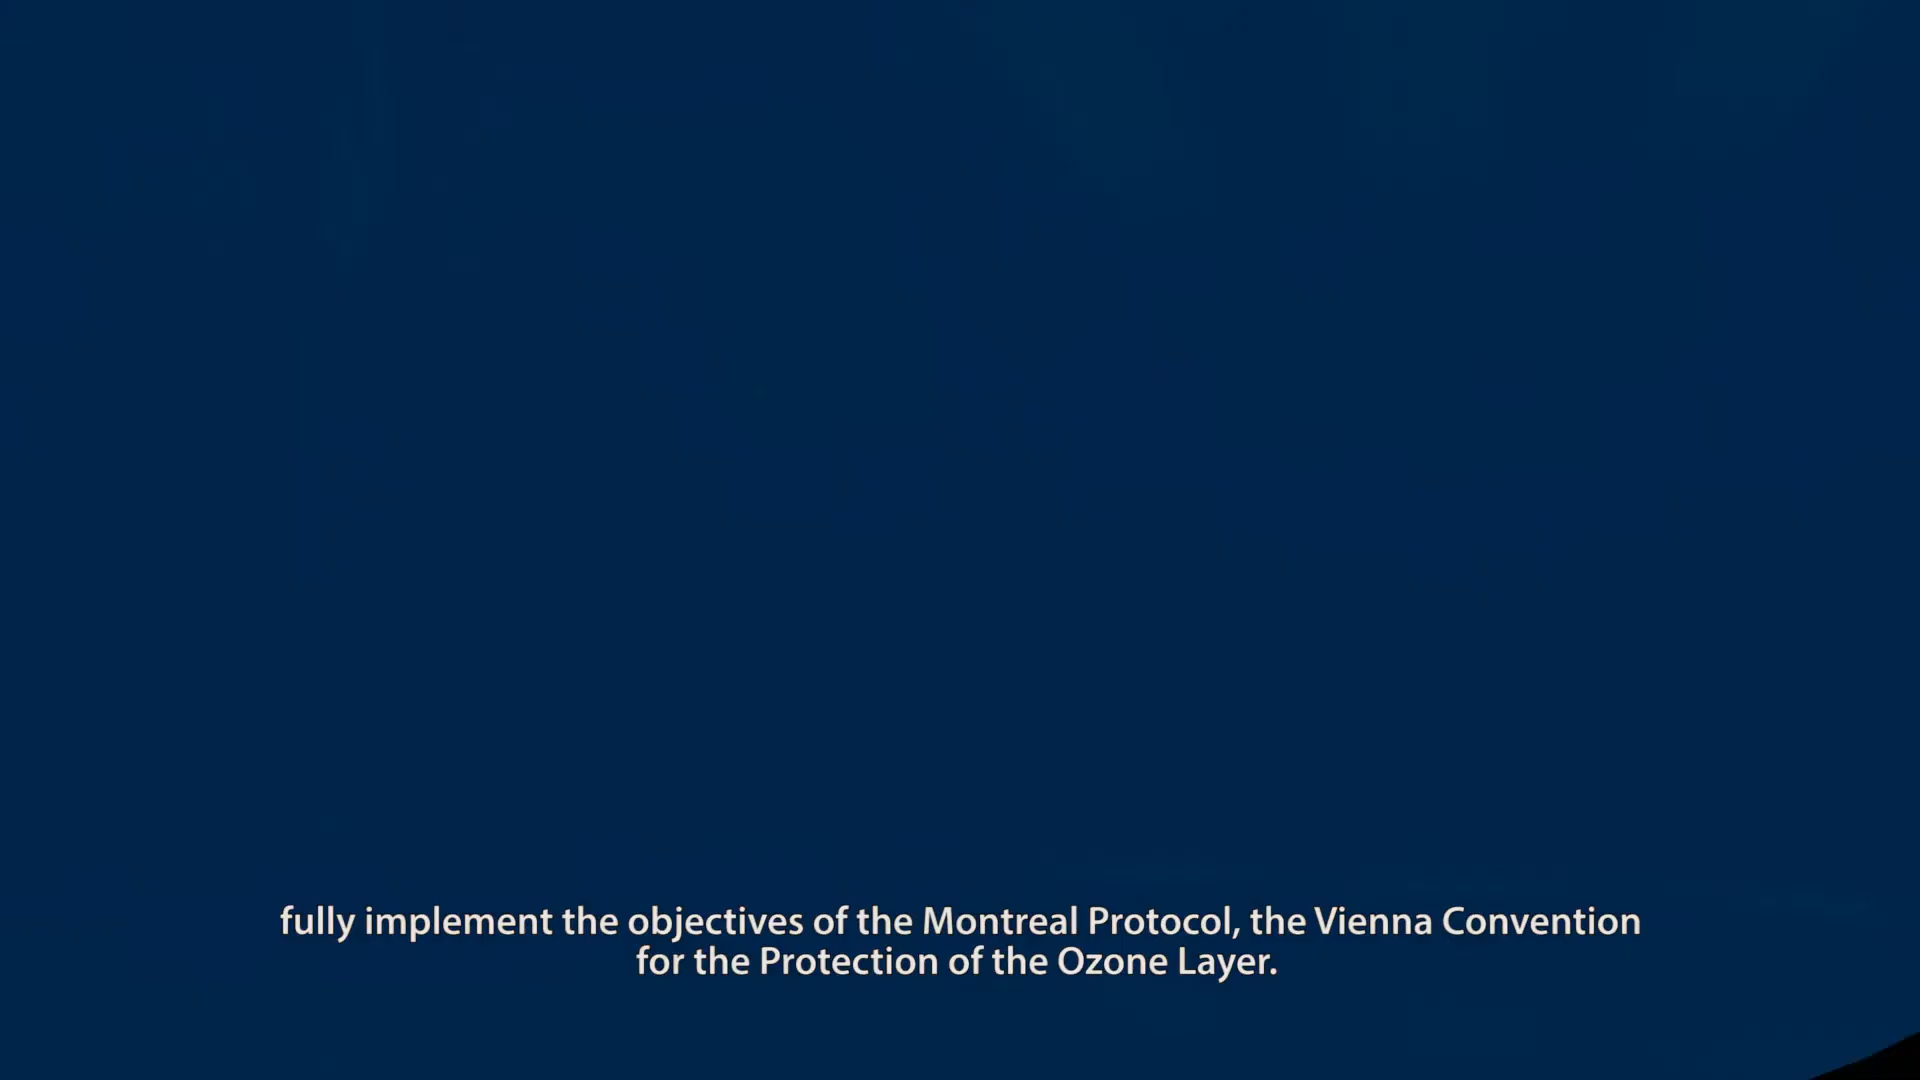 fully implement the objectives of the Montreal Protocol, the Vienna Convention
for the Protection of the Ozone Layer.